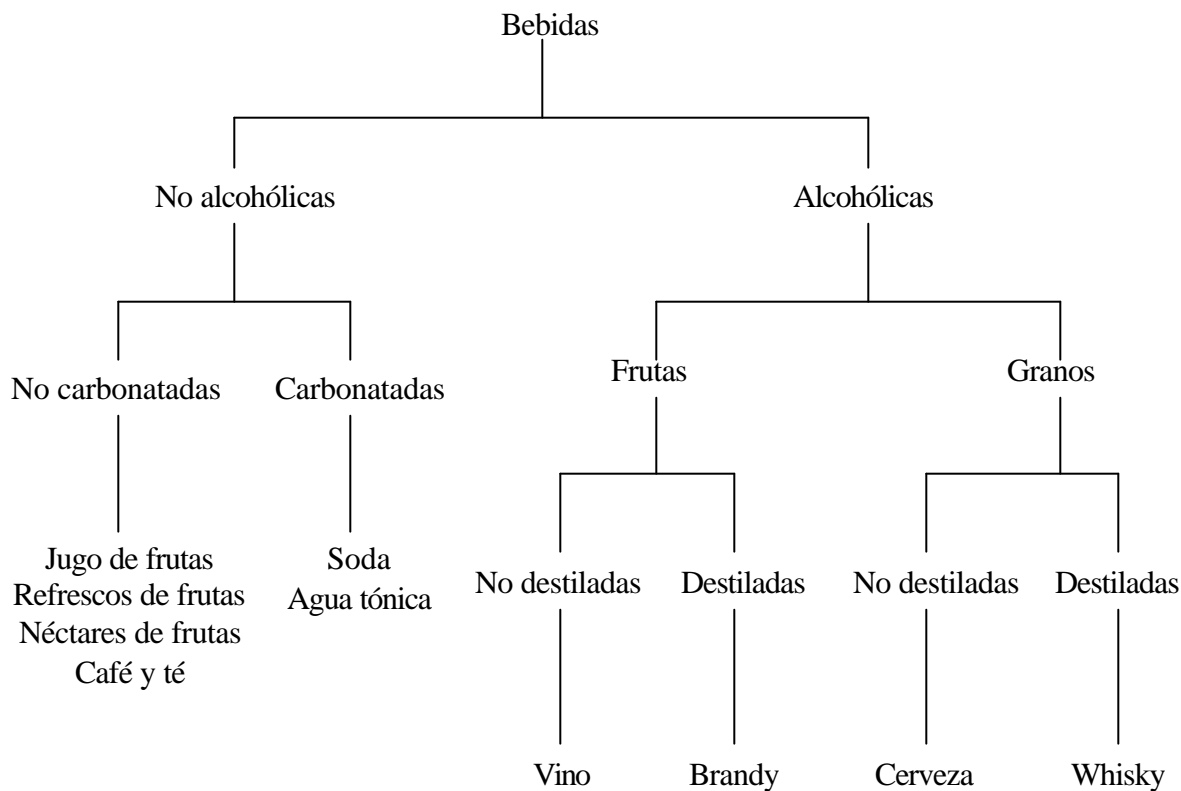 Bebidas
No alcohólicas
Alcohólicas
No carbonatadas
Carbonatadas
Frutas
Granos
Jugo de frutas
Refrescos de frutas
Néctares de frutas
Café y té
Soda
Agua tónica
No destiladas
Destiladas
No destiladas
Destiladas
Vino
Brandy
Cerveza
Whisky